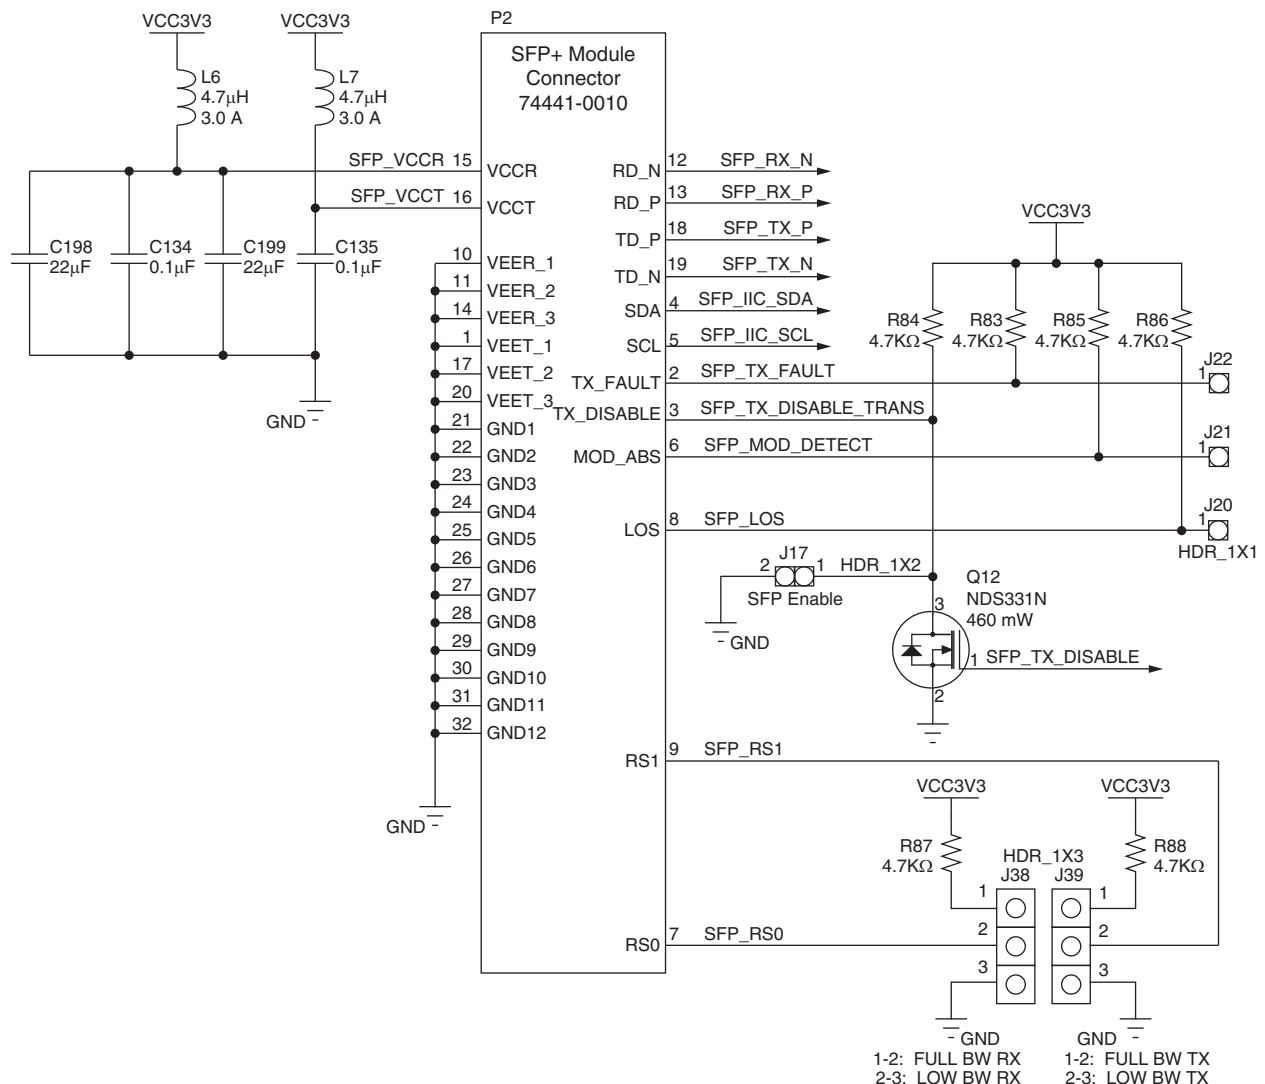 VCC3V3
VCC3V3
P2
SFP+ Module
Connector
74441-0010
L6
4.7µH
3.0 A
L7
4.7µH
3.0 A
SFP_VCCR 15 VCCR
SFP_VCCT 16 VCCT
C198
22µF
C134
0.1µF
C199
22µF
C135
0.1µF
GND
10 VEER_1
11 VEER_2
14 VEER_3
1 VEET_1
17 VEET_2
20 VEET_3
21 GND1
22 GND2
23 GND3
24 GND4
25 GND5
26 GND6
27 GND7
28 GND8
29 GND9
30 GND10
31 GND11
32 GND12
GND
RD_N 12 SFP_RX_N
RD_P 13 SFP_RX_P
TD_P 18 SFP_TX_P
TD_N 19 SFP_TX_N
SDA 4 SFP_IIC_SDA
SCL 5 SFP_IIC_SCL
TX_FAULT 2 SFP_TX_FAULT
TX_DISABLE 3 SFP_TX_DISABLE_TRANS
MOD_ABS 6 SFP_MOD_DETECT
LOS 8 SFP_LOS
VCC3V3
R84
4.7KΩ
R83
4.7KΩ
R85
4.7KΩ
R86
4.7KΩ
J22
1
J21
1
J20
1
HDR_1X1
J17
2 1 HDR_1X2
SFP Enable
GND
Q12
NDS331N
460 mW
3
1 SFP_TX_DISABLE
2
RS1 9 SFP_RS1
VCC3V3
VCC3V3
R87
4.7KΩ
R88
4.7KΩ
HDR_1X3
J38 J39
1 1
2 2
3 3
RS0 7 SFP_RS0
GND
GND
1-2: FULL BW RX
2-3: LOW BW RX
1-2: FULL BW TX
2-3: LOW BW TX